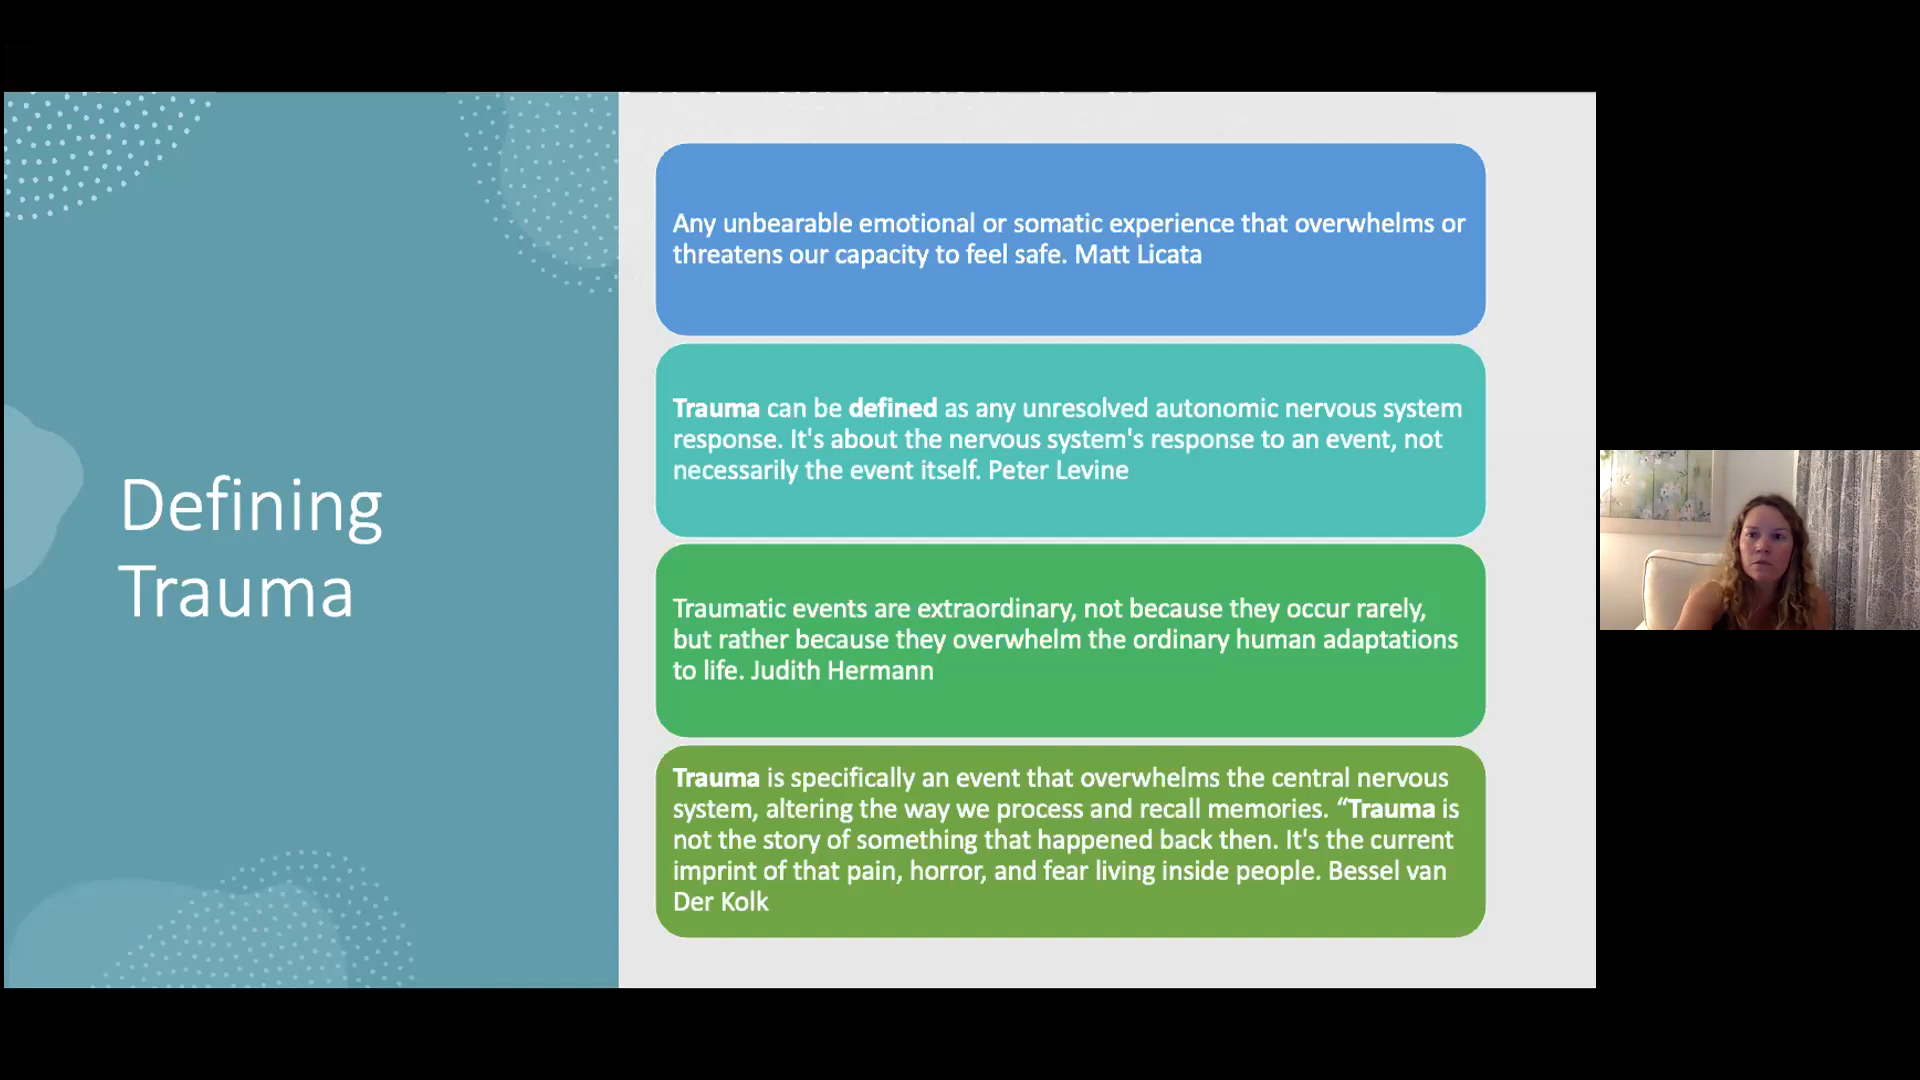 Defining
Trauma
Any unbearable emotional or somatic experience that overwhelms or
threatens our capacity to feel safe. Matt Licata
Trauma can be defined as any unresolved autonomic nervous system
response. It's about the nervous system's response to an event, not
necessarily the event itself. Peter Levine
Traumatic events are extraordinary, not because they occur rarely,
but rather because they overwhelm the ordinary human adaptations
to life. Judith Hermann
Trauma is specifically an event that overwhelms the central nervous
system, altering the way we process and recall memories. “Trauma is
not the story of something that happened back then. It's the current
imprint of that pain, horror, and fear living inside people. Bessel van
Der Kolk